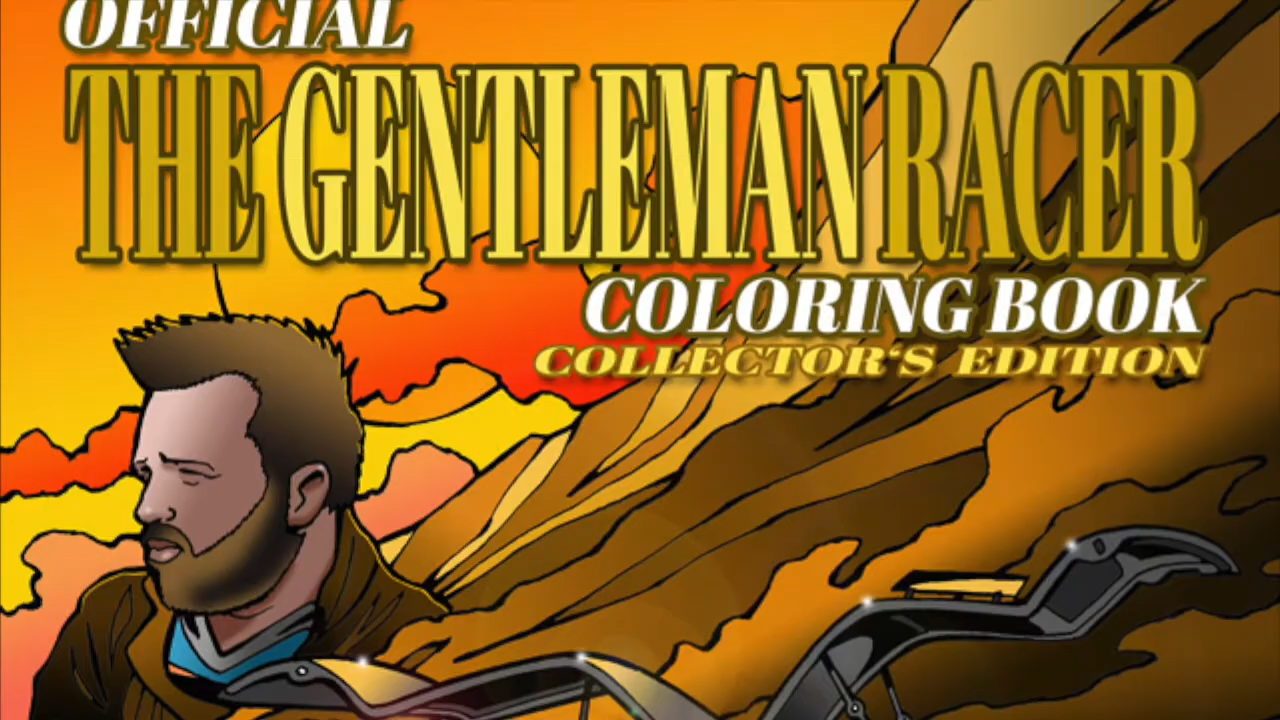 OFFICIAL
THE GENTLEMAN RACER
COLORING BOOK
COLLECTOR‘S EDITION